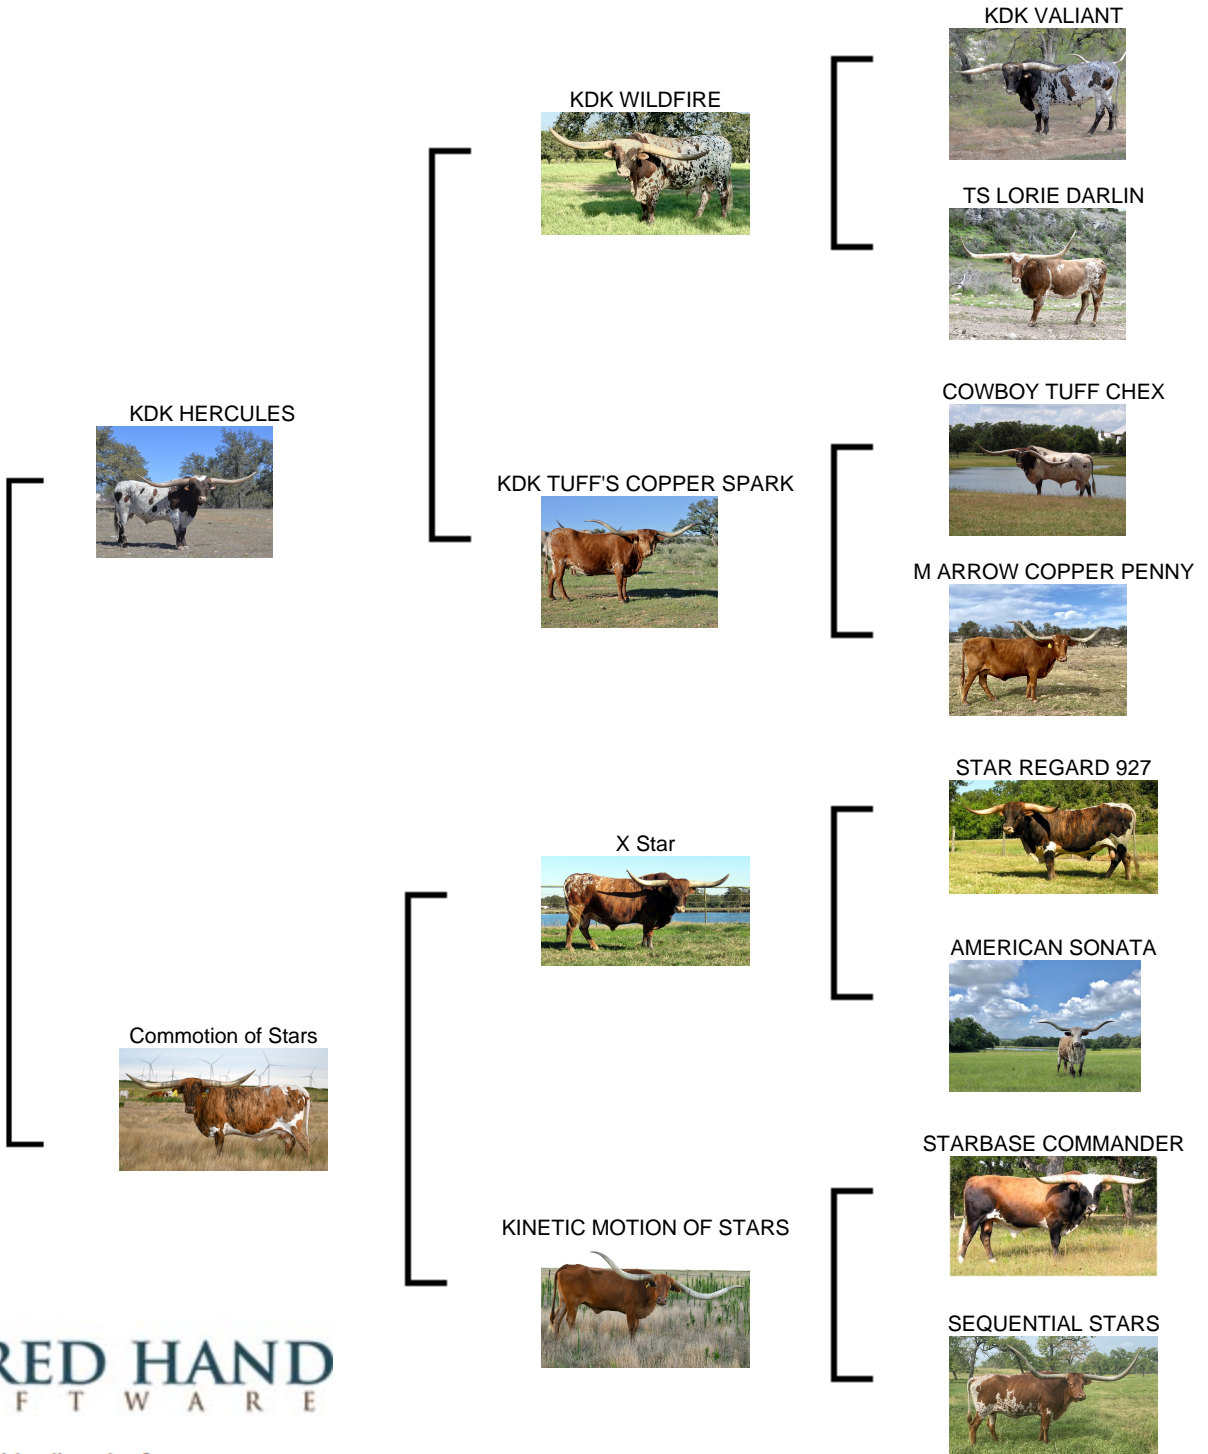 KDK VALIANT
KDK WILDFIRE
TS LORIE DARLIN
COWBOY TUFF CHEX
KDK HERCULES
KDK TUFF'S COPPER SPARK
M ARROW COPPER PENNY
STAR REGARD 927
X Star
AMERICAN SONATA
Commotion of Stars
STARBASE COMMANDER
KINETIC MOTION OF STARS
SEQUENTIAL STARS
RED HAND
F T W A R E